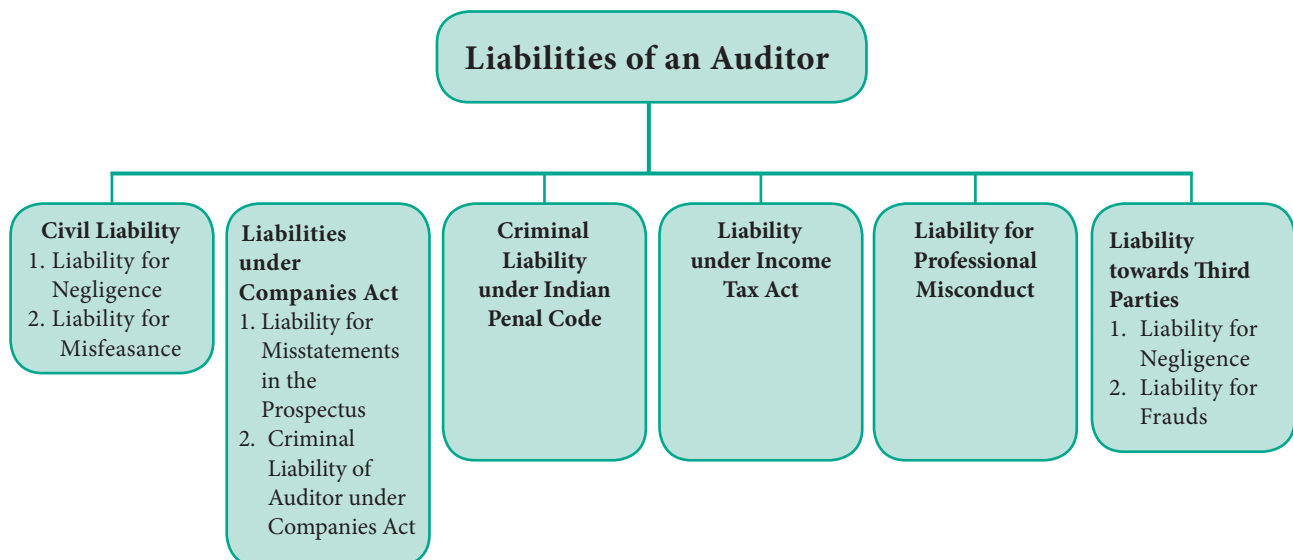 Liabilities of an Auditor
Civil Liability
1. Liability for
Negligence
2. Liability for
Misfeasance
Liabilities
under
Companies Act
1. Liability for
Misstatements
in the
Prospectus
2. Criminal
Liability of
Auditor under
Companies Act
Criminal
Liability
under Indian
Penal Code
Liability
under Income
Tax Act
Liability for
Professional
Misconduct
Liability
towards Third
Parties
1. Liability for
Negligence
2. Liability for
Frauds